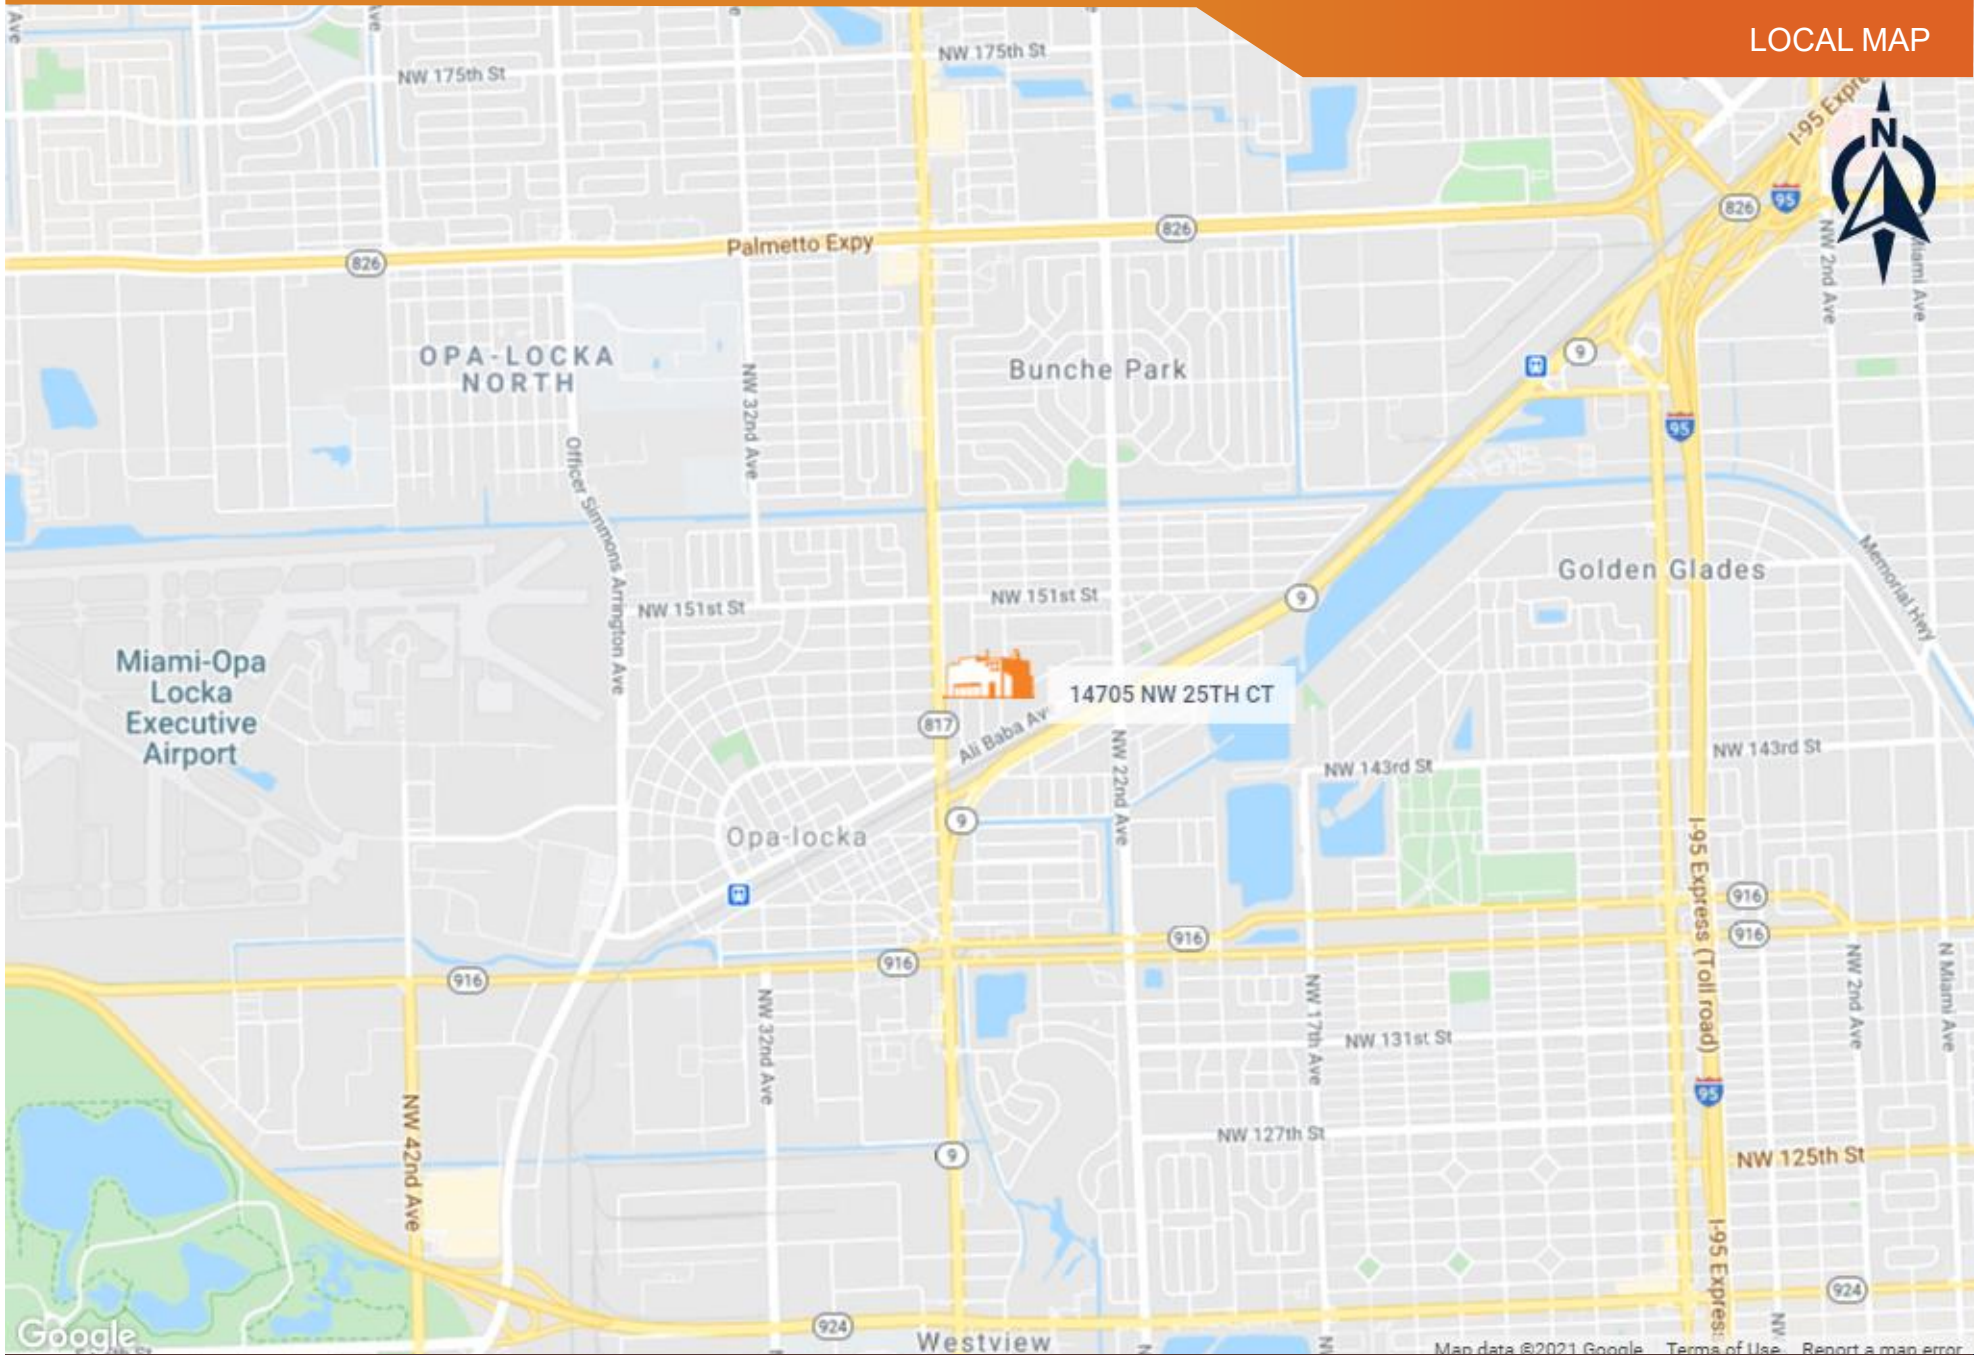 LOCAL MAP
Ave
Ave
NW 175th St
NW 175th St
I-95 Expre
N
826
95
826
Palmetto Expy
826
NW 2nd Ave
Miami Ave
OPA-LOCKA
NORTH
NW 32nd Ave
Bunche Park
9
95
Officer Simmons Arrington Ave
Golden Glades
Memorial Hwy
NW 151st St
NW 151st St
9
Miami-Opa
Locka
Executive
Airport
14705 NW 25TH CT
817
Ali Baba Av
NW 22nd Ave
NW 143rd St
NW 143rd St
9
Opa-locka
I-95 Express (Toll road)
916
916
916
916
916
NW 32nd Ave
NW 17th Ave
NW 2nd Ave
N Miami Ave
NW 131st St
95
NW 42nd Ave
NW 127th St
9
NW 125th St
I-95 Express
924
924
NW
Westview
Google
Map data ©2021 Google
Terms of Use
Report a map error